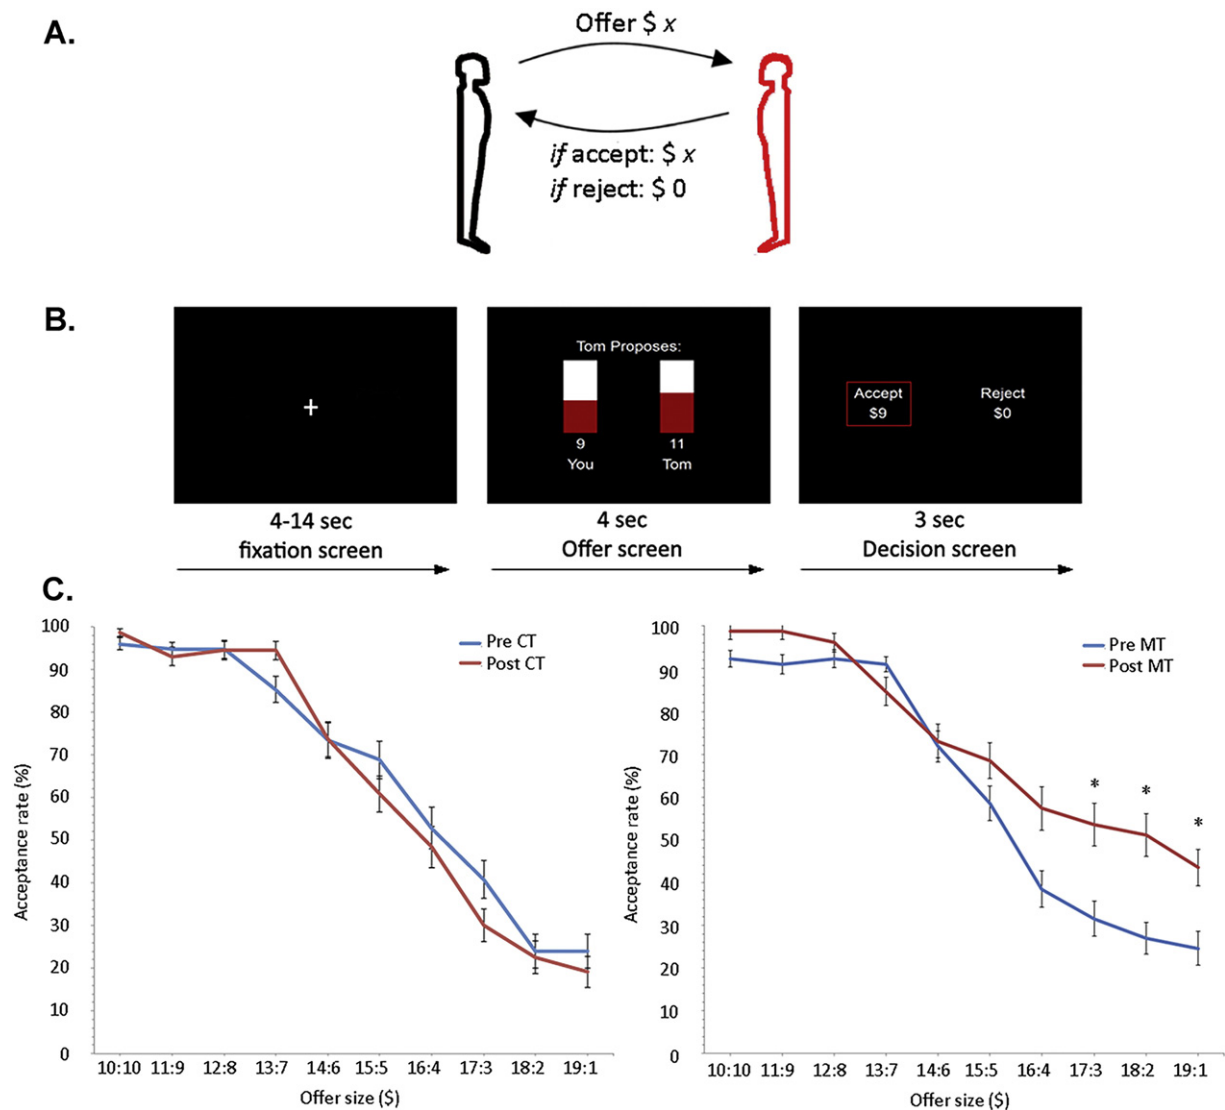 A.
Offer $ x
if accept: $ x
if reject: $ 0
B.
+
Tom Proposes:
9 11
You Tom
Accept Reject
$9 $0
4-14 sec
fixation screen
4 sec
Offer screen
3 sec
Decision screen
C.
Pre CT
Post CT
Acceptance rate (%)
100
90
80
70
60
50
40
30
20
10
0
10:10 11:9 12:8 13:7 14:6 15:5 16:4 17:3 18:2 19:1
Offer size ($)
Pre MT
Post MT
Acceptance rate (%)
100
90
80
70
60
50
40
30
20
10
0
* * *
10:10 11:9 12:8 13:7 14:6 15:5 16:4 17:3 18:2 19:1
Offer size ($)